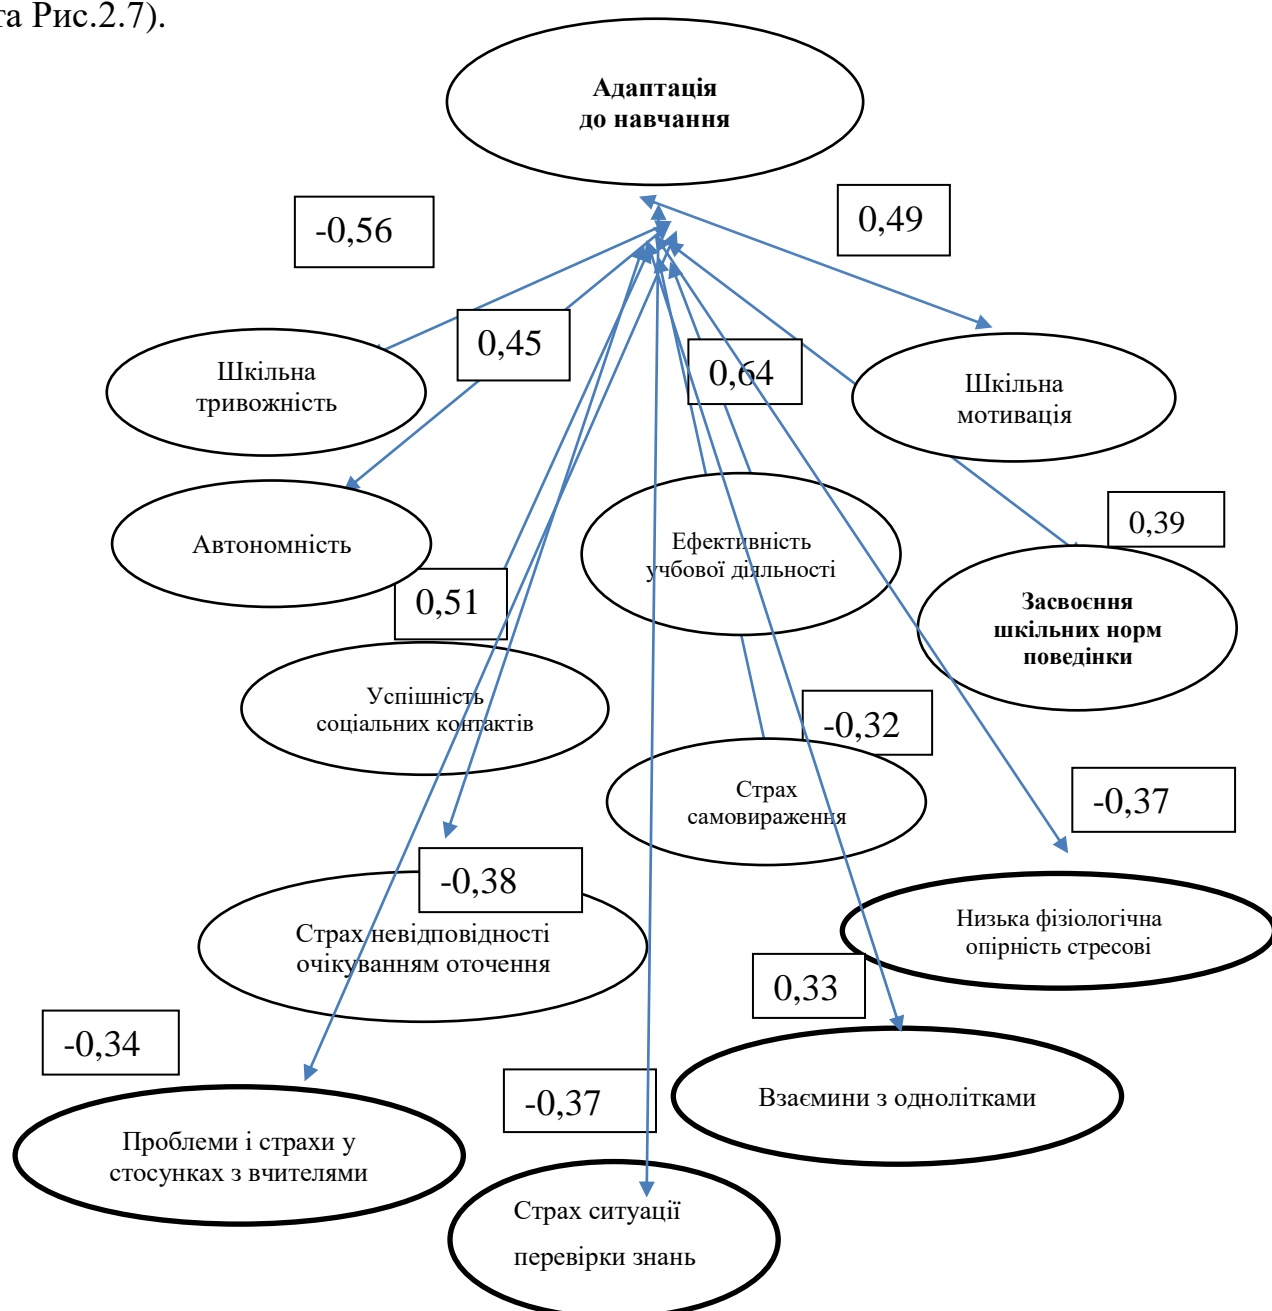 та Рис.2.7).
Адаптація
до навчання
-0,56
0,49
0,45
0,64
Шкільна
тривожність
Шкільна
мотивація
Автономність
Ефективність
учбової діяльності
0,39
0,51
Засвоєння
шкільних норм
поведінки
Успішність
соціальних контактів
-0,32
Страх
самовираження
-0,37
-0,38
Страх невідповідності
очікуванням оточення
Низька фізіологічна
опірність стресові
0,33
-0,34
-0,37
Взаємини з однолітками
Проблеми і страхи у
стосунках з вчителями
Страх ситуації
перевірки знань